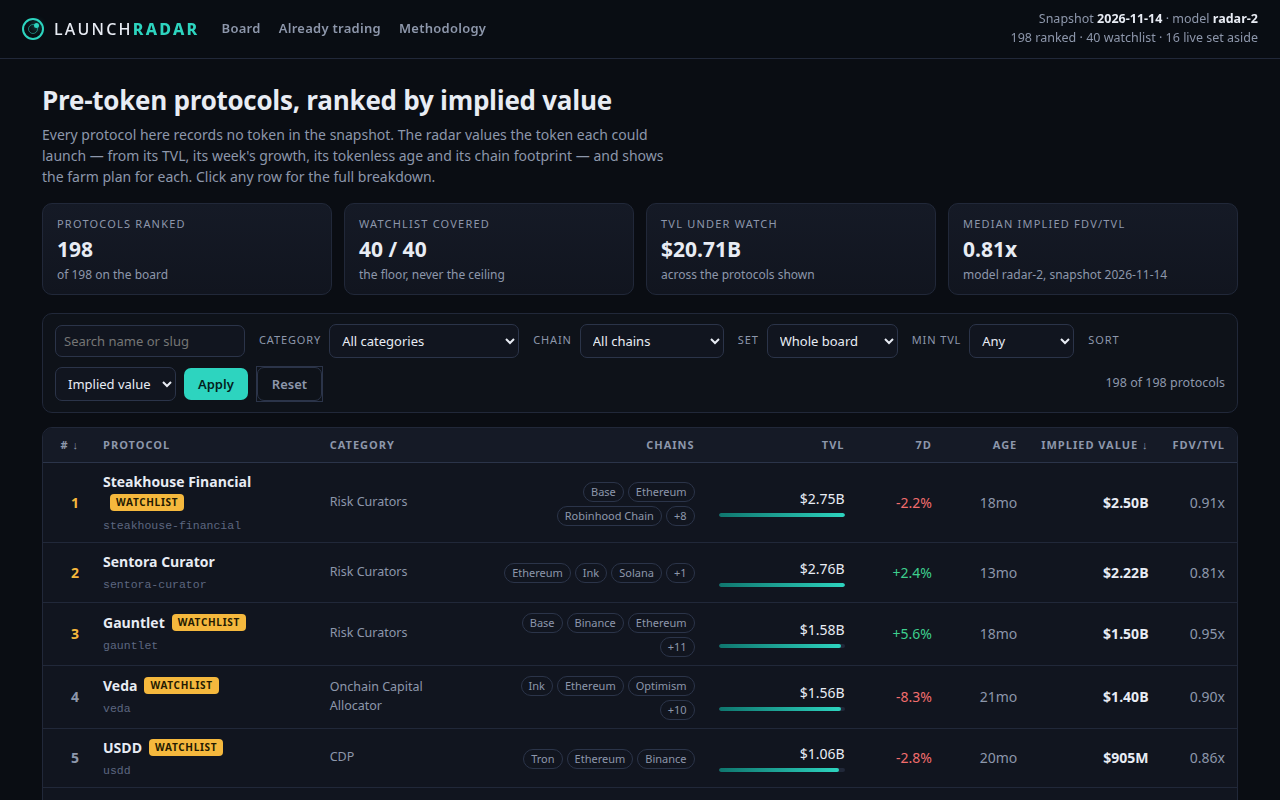 LAUNCHRADAR Board Already trading Methodology
Snapshot 2026-11-14 · model radar-2
198 ranked · 40 watchlist · 16 live set aside
Pre-token protocols, ranked by implied value
Every protocol here records no token in the snapshot. The radar values the token each could
launch — from its TVL, its week's growth, its tokenless age and its chain footprint — and shows
the farm plan for each. Click any row for the full breakdown.
PROTOCOLS RANKED
198
of 198 on the board
WATCHLIST COVERED
40 / 40
the floor, never the ceiling
TVL UNDER WATCH
$20.71B
across the protocols shown
MEDIAN IMPLIED FDV/TVL
0.81x
model radar-2, snapshot 2026-11-14
Search name or slug CATEGORY All categories CHAIN All chains SET Whole board MIN TVL Any SORT
Implied value Apply Reset 198 of 198 protocols
# ↓ PROTOCOL CATEGORY CHAINS TVL 7D AGE IMPLIED VALUE ↓ FDV/TVL
1 Steakhouse Financial WATCHLIST steakhouse-financial Risk Curators Base Ethereum Robinhood Chain +8 $2.75B -2.2% 18mo $2.50B 0.91x
2 Sentora Curator sentora-curator Risk Curators Ethereum Ink Solana +1 $2.76B +2.4% 13mo $2.22B 0.81x
3 Gauntlet WATCHLIST gauntlet Risk Curators Base Binance Ethereum +11 $1.58B +5.6% 18mo $1.50B 0.95x
4 Veda WATCHLIST veda Onchain Capital Allocator Ink Ethereum Optimism +10 $1.56B -8.3% 21mo $1.40B 0.90x
5 USDD WATCHLIST usdd CDP Tron Ethereum Binance $1.06B -2.8% 20mo $905M 0.86x